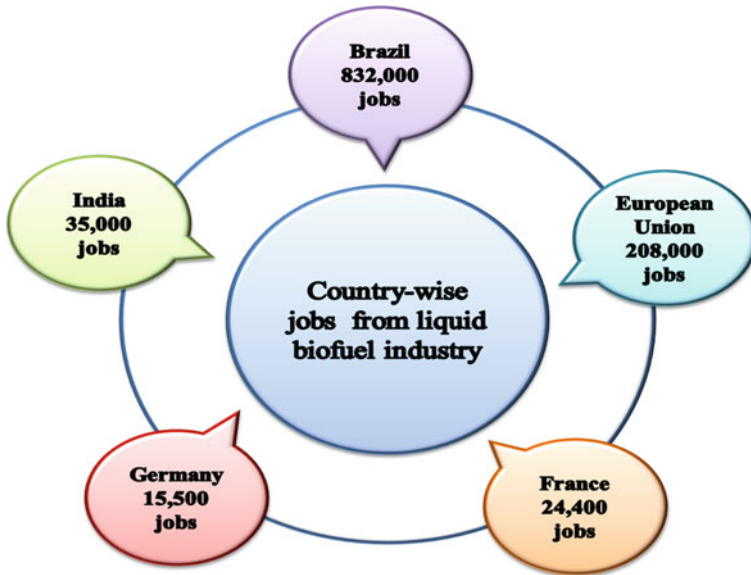 Brazil
832,000
jobs
India
35,000
jobs
European
Union
208,000
jobs
Country-wise
jobs from liquid
biofuel industry
Germany
15,500
jobs
France
24,400
jobs